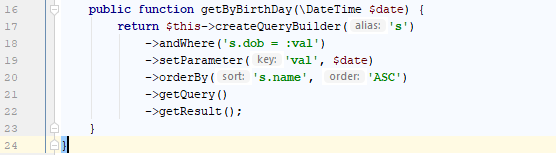 16 public function getByBirthDay(\DateTime $date) {
17 return $this->createQueryBuilder( alias: 's')
18 ->andWhere('s.dob = :val')
19 ->setParameter( key: 'val', $date)
20 ->orderBy( sort: 's.name', order: 'ASC')
21 ->getQuery()
22 ->getResult();
23 }
24 }